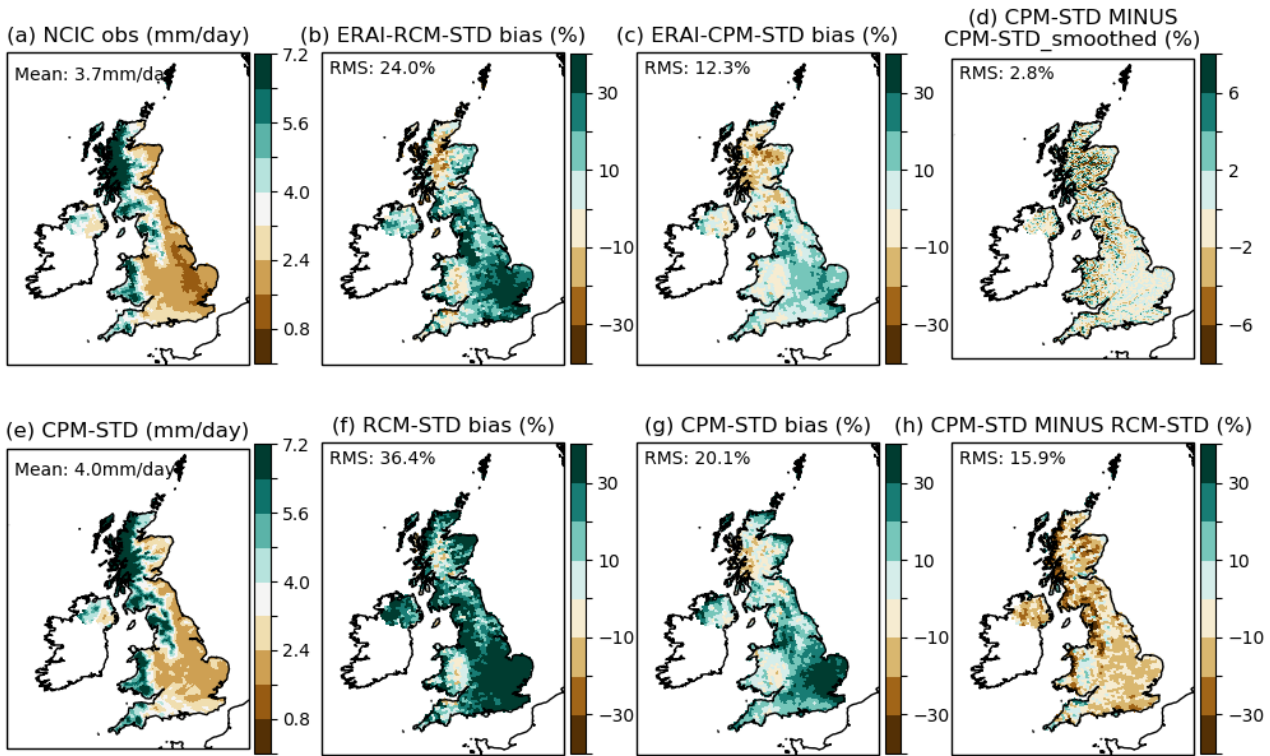 (a) NCIC obs (mm/day)
Mean: 3.7mm/day
7.2
5.6
4.0
2.4
0.8
(b) ERAI-RCM-STD bias (%)
RMS: 24.0%
30
10
−10
−30
(c) ERAI-CPM-STD bias (%)
RMS: 12.3%
30
10
−10
−30
(d) CPM-STD MINUS
CPM-STD_smoothed (%)
RMS: 2.8%
6
2
−2
−6
(e) CPM-STD (mm/day)
Mean: 4.0mm/day
7.2
5.6
4.0
2.4
0.8
(f) RCM-STD bias (%)
RMS: 36.4%
30
10
−10
−30
(g) CPM-STD bias (%)
RMS: 20.1%
30
10
−10
−30
(h) CPM-STD MINUS RCM-STD (%)
RMS: 15.9%
30
10
−10
−30